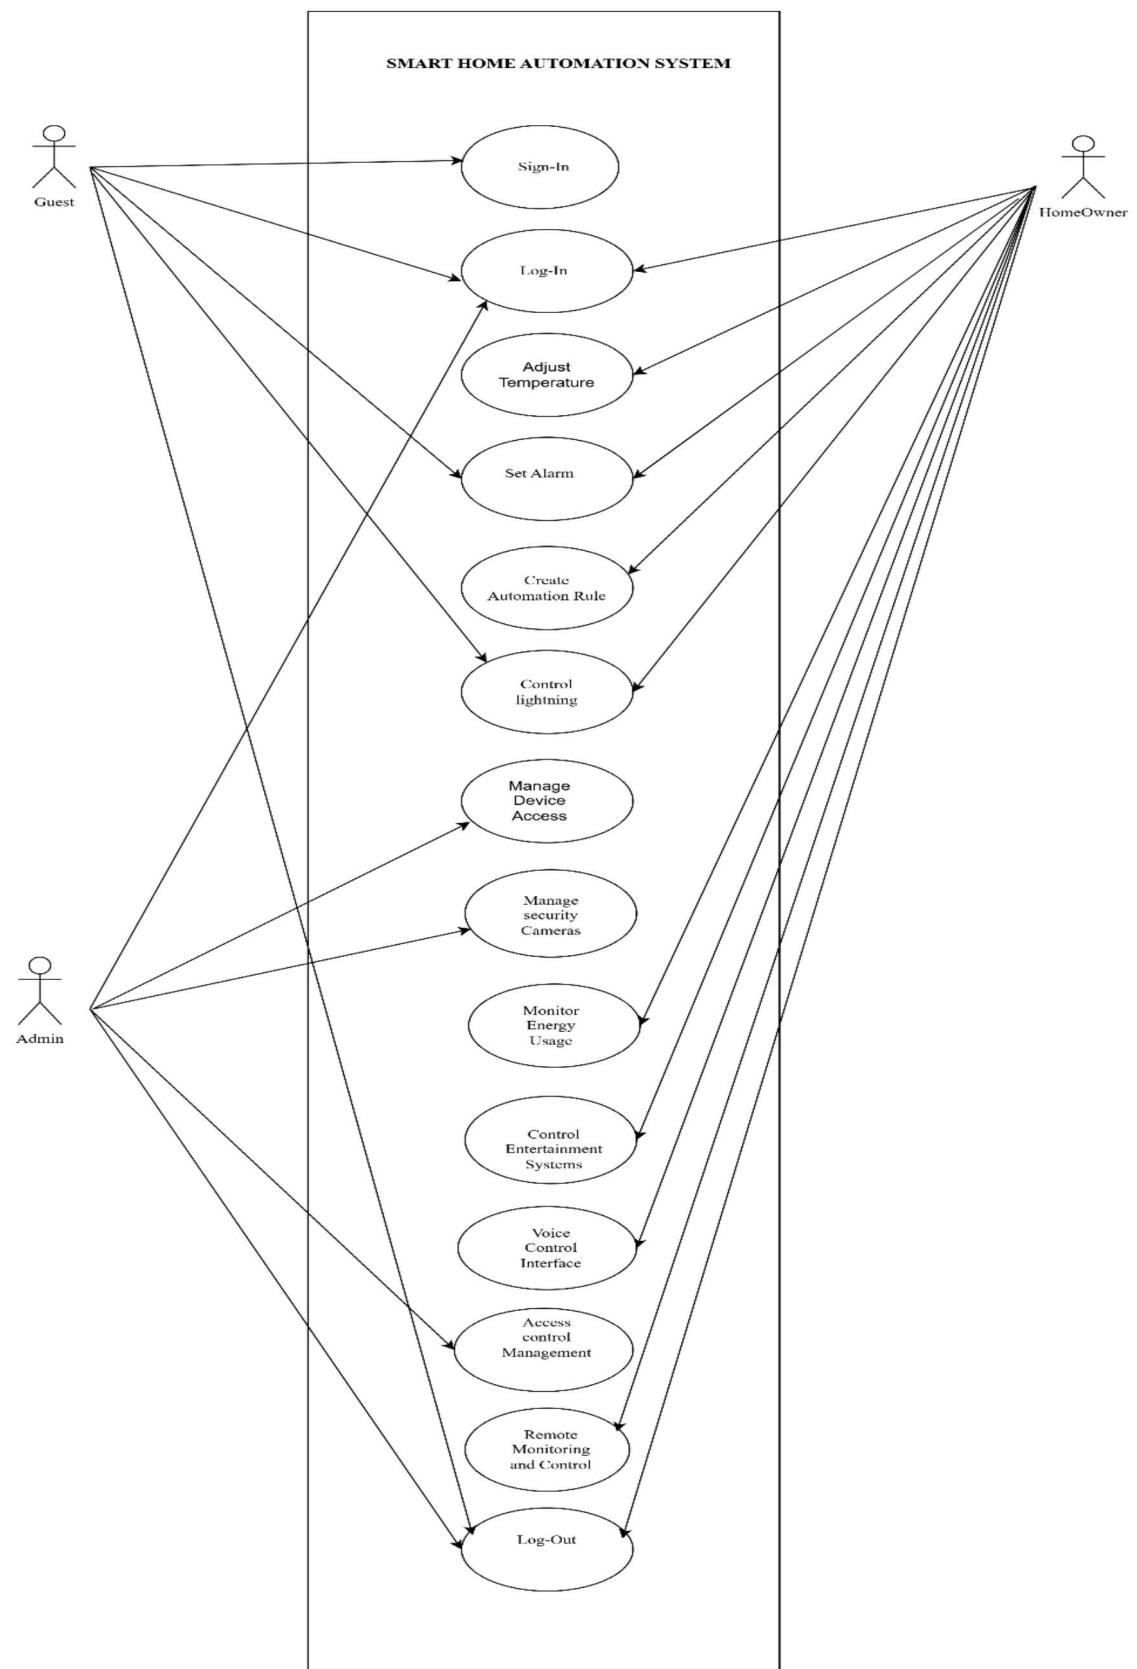 SMART HOME AUTOMATION SYSTEM
Guest
HomeOwner
Sign-In
Log-In
Adjust
Temperature
Set Alarm
Create
Automation Rule
Control
lightning
Manage
Device
Access
Manage
security
Cameras
Admin
Monitor
Energy
Usage
Control
Entertainment
Systems
Voice
Control
Interface
Access
control
Management
Remote
Monitoring
and Control
Log-Out